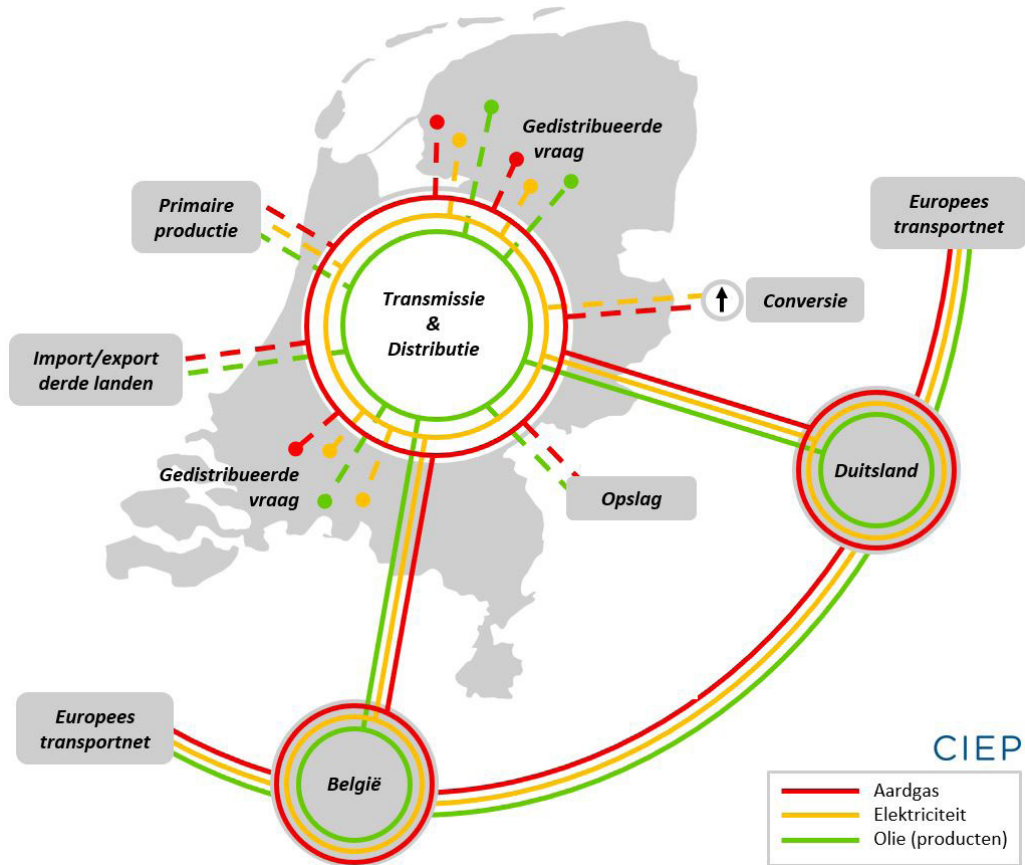 Gedistribueerde
vraag
Primaire
productie
Europees
transportnet
Transmissie
&
Distributie
Conversie
Import/export
derde landen
Gedistribueerde
vraag
Opslag
Duitsland
Europees
transportnet
België
CIEP
Aardgas
Elektriciteit
Olie (producten)